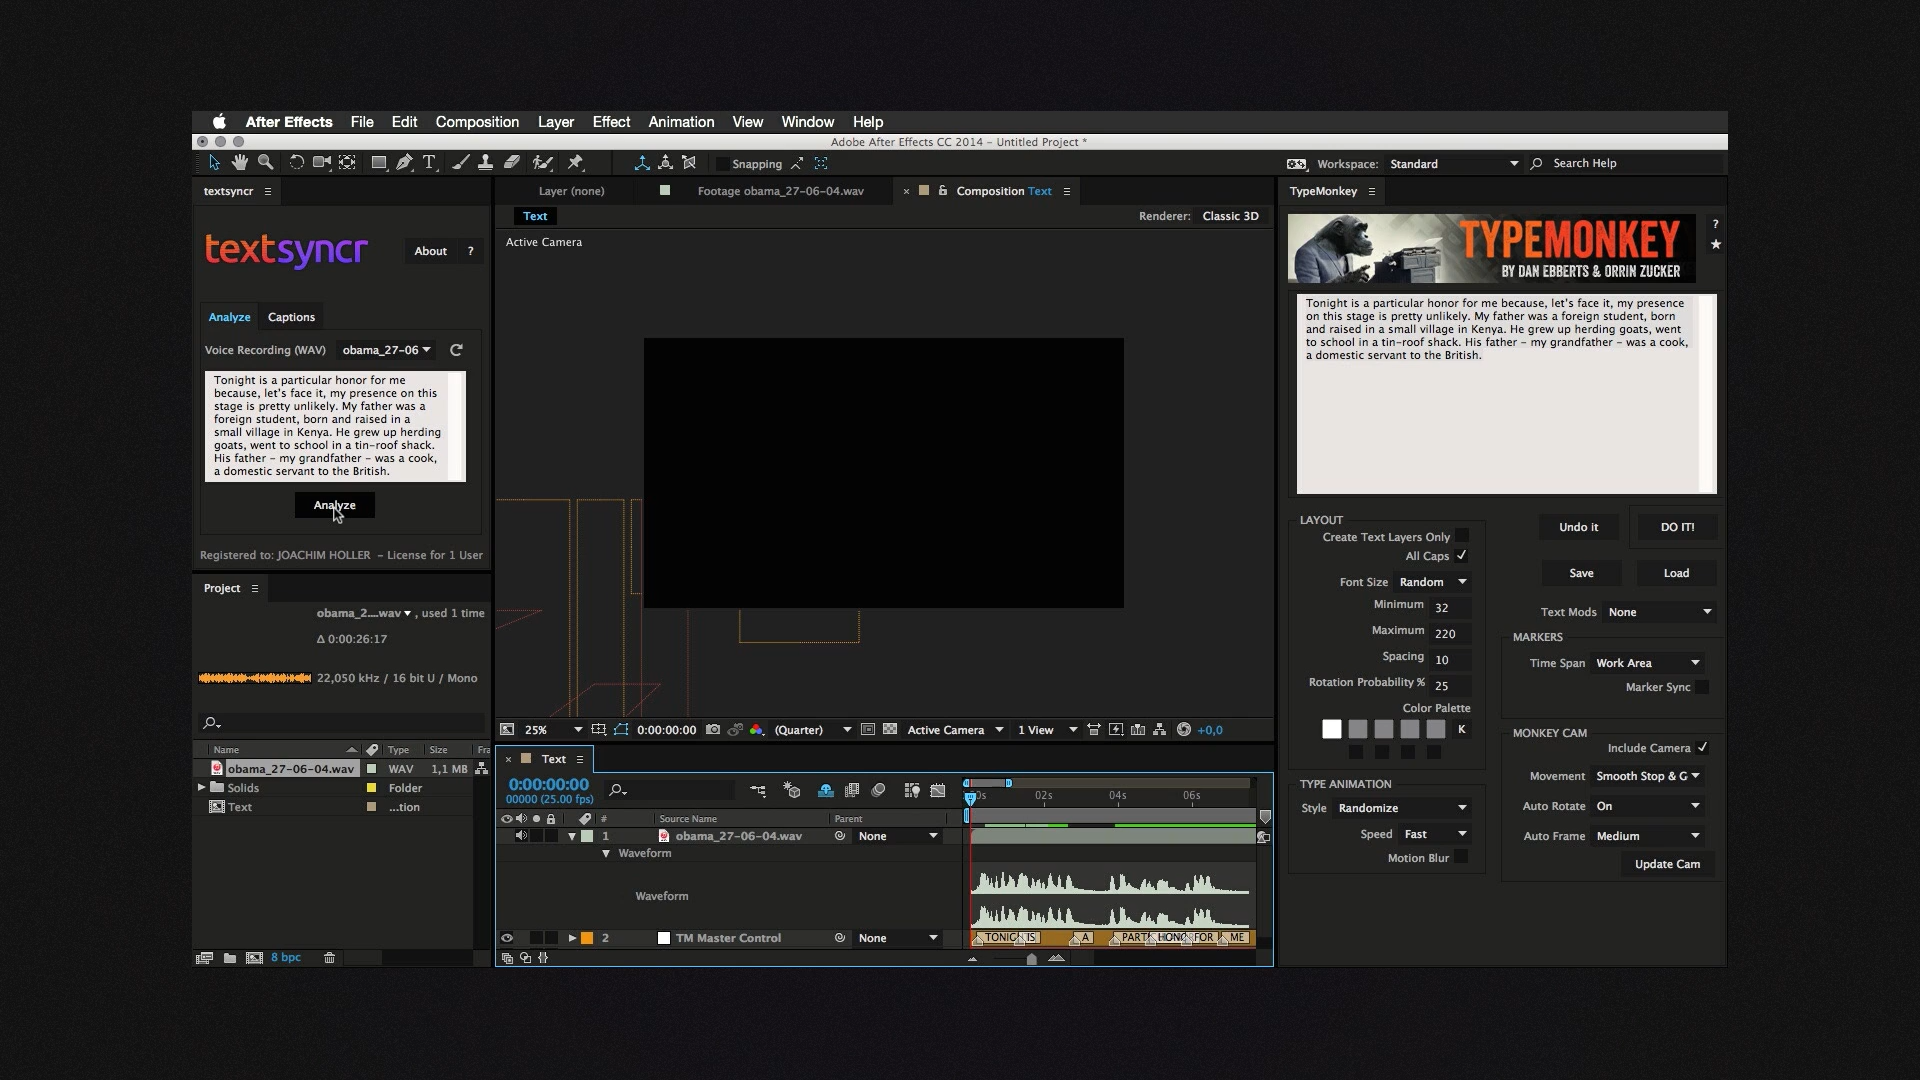 After Effects File Edit Composition Layer Effect Animation View Window Help
Adobe After Effects CC 2014 - Untitled Project *
T Snapping Workspace: Standard Search Help
textsyncr
textsyncr About ?
Analyze Captions
Voice Recording (WAV) obama_27-06
Tonight is a particular honor for me
because, let's face it, my presence on this
stage is pretty unlikely. My father was a
foreign student, born and raised in a
small village in Kenya. He grew up herding
goats, went to school in a tin-roof shack.
His father - my grandfather - was a cook,
a domestic servant to the British.
Analyze
Registered to: JOACHIM HOLLER - License for 1 User
Project
obama_2....wav , used 1 time
Δ 0:00:26:17
22,050 kHz / 16 bit U / Mono
Name Type Size Fra
obama_27-06-04.wav WAV 1,1 MB
Solids Folder
Text ...tion
8 bpc
Layer (none) Footage obama_27-06-04.wav × Composition Text
Text Renderer: Classic 3D
Active Camera
25% 0:00:00:00 (Quarter) Active Camera 1 View +0,0
× Text
0:00:00:00
00000 (25.00 fps)
02s 04s 06s
# Source Name Parent
1 obama_27-06-04.wav None
Waveform
Waveform
2 TM Master Control None
IS A FOR ME
TypeMonkey
TYPEMONKEY
BY DAN EBBERTS & ORRIN ZUCKER
?
Tonight is a particular honor for me because, let's face it, my presence
on this stage is pretty unlikely. My father was a foreign student, born
and raised in a small village in Kenya. He grew up herding goats, went
to school in a tin-roof shack. His father - my grandfather - was a cook,
a domestic servant to the British.
LAYOUT
Create Text Layers Only
All Caps
Font Size Random
Minimum 32
Maximum 220
Spacing 10
Rotation Probability % 25
Color Palette
K
TYPE ANIMATION
Style Randomize
Speed Fast
Motion Blur
Undo it DO IT!
Save Load
Text Mods None
MARKERS
Time Span Work Area
Marker Sync
MONKEY CAM
Include Camera
Movement Smooth Stop & G
Auto Rotate On
Auto Frame Medium
Update Cam